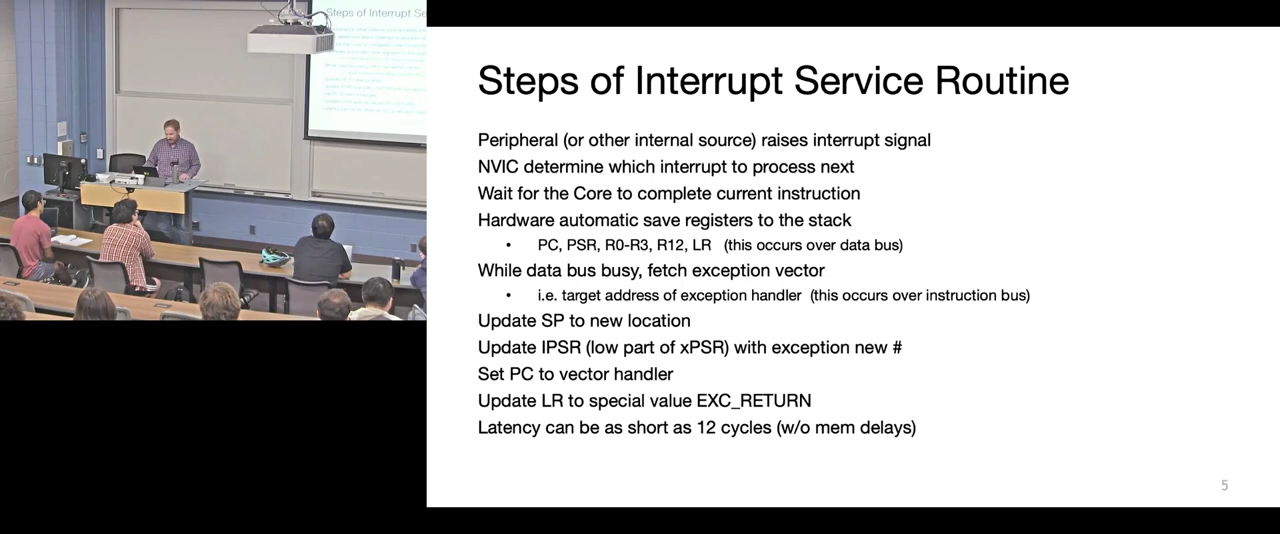 Steps of Interrupt Se
Steps of Interrupt Service Routine
Peripheral (or other internal source) raises interrupt signal
NVIC determine which interrupt to process next
Wait for the Core to complete current instruction
Hardware automatic save registers to the stack
• PC, PSR, R0-R3, R12, LR (this occurs over data bus)
While data bus busy, fetch exception vector
• i.e. target address of exception handler (this occurs over instruction bus)
Update SP to new location
Update IPSR (low part of xPSR) with exception new #
Set PC to vector handler
Update LR to special value EXC_RETURN
Latency can be as short as 12 cycles (w/o mem delays)
5